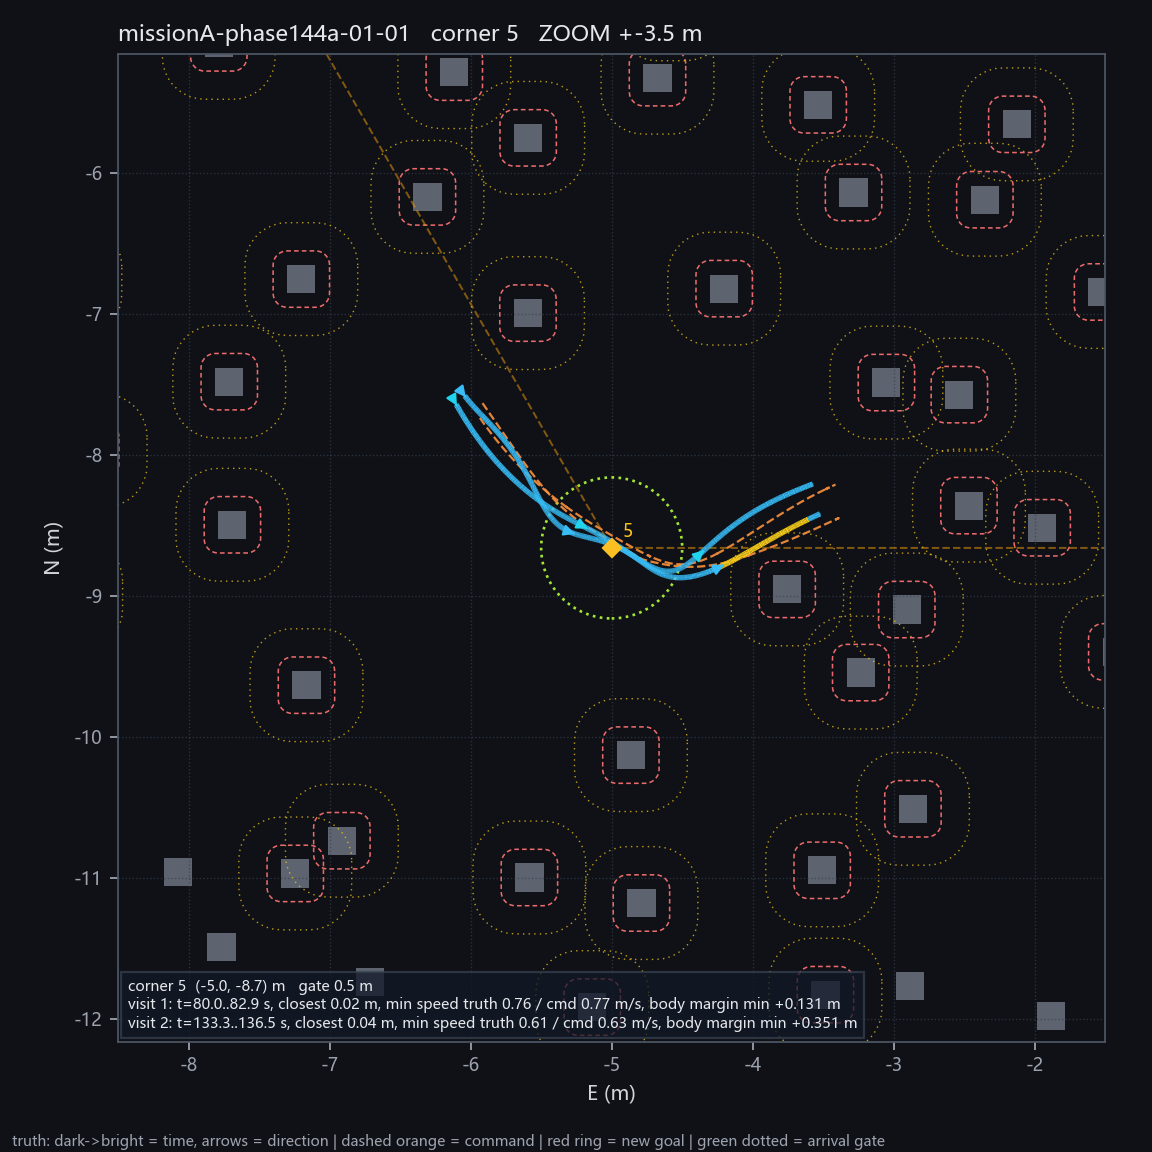 missionA-phase144a-01-01   corner 5   ZOOM +-3.5 m
-6
-7
-8
-9
-10
-11
-12
N (m)
5
corner 5  (-5.0, -8.7) m   gate 0.5 m
visit 1: t=80.0..82.9 s, closest 0.02 m, min speed truth 0.76 / cmd 0.77 m/s, body margin min +0.131 m
visit 2: t=133.3..136.5 s, closest 0.04 m, min speed truth 0.61 / cmd 0.63 m/s, body margin min +0.351 m
-8 -7 -6 -5 -4 -3 -2
E (m)
truth: dark->bright = time, arrows = direction | dashed orange = command | red ring = new goal | green dotted = arrival gate